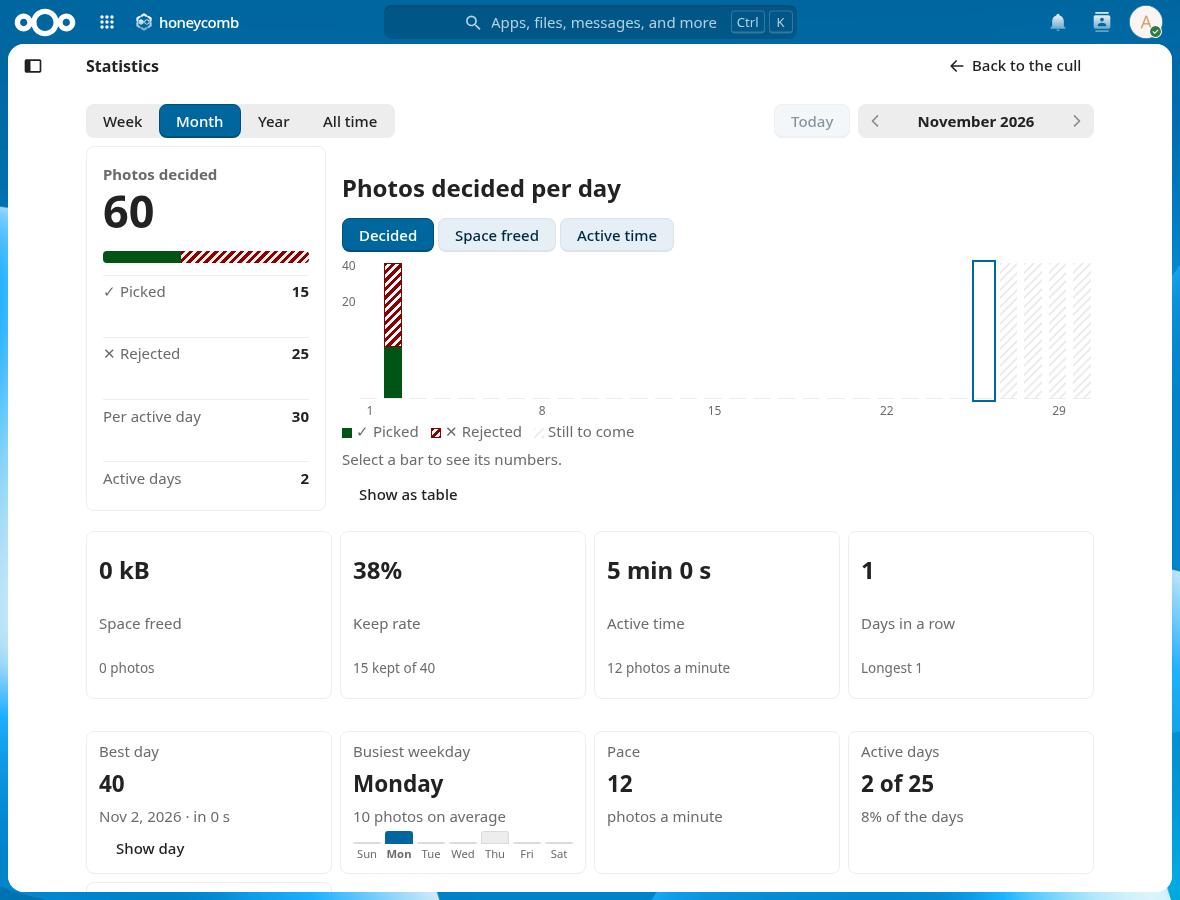 honeycomb
Apps, files, messages, and more
Ctrl
K
A
Statistics
Back to the cull
Week
Month
Year
All time
Today
November 2026
Photos decided
60
✓ Picked
15
✕ Rejected
25
Per active day
30
Active days
2
Photos decided per day
Decided
Space freed
Active time
40
20
1
8
15
22
29
✓ Picked
✕ Rejected
Still to come
Select a bar to see its numbers.
Show as table
0 kB
Space freed
0 photos
38%
Keep rate
15 kept of 40
5 min 0 s
Active time
12 photos a minute
1
Days in a row
Longest 1
Best day
40
Nov 2, 2026 · in 0 s
Show day
Busiest weekday
Monday
10 photos on average
Sun Mon Tue Wed Thu Fri Sat
Pace
12
photos a minute
Active days
2 of 25
8% of the days